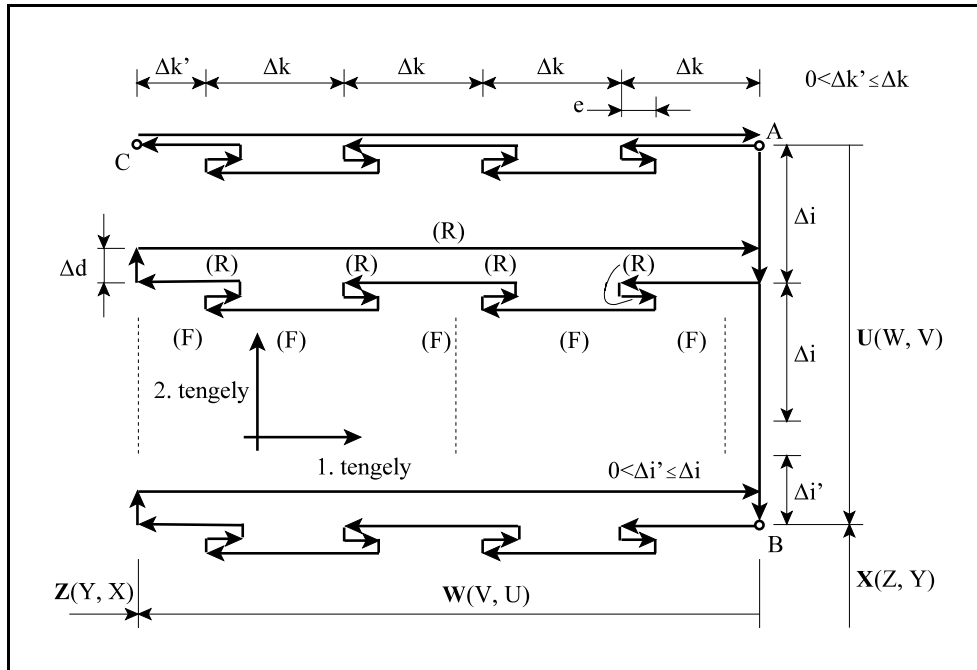 Δk’ Δk Δk Δk Δk 0<Δk’≤Δk
e
A
C
Δi
(R)
Δd (R) (R) (R) (R)
(F) (F) (F) (F) (F)
Δi U(W, V)
2. tengely
1. tengely 0<Δi’≤Δi
Δi’
B
Z(Y, X) W(V, U) X(Z, Y)